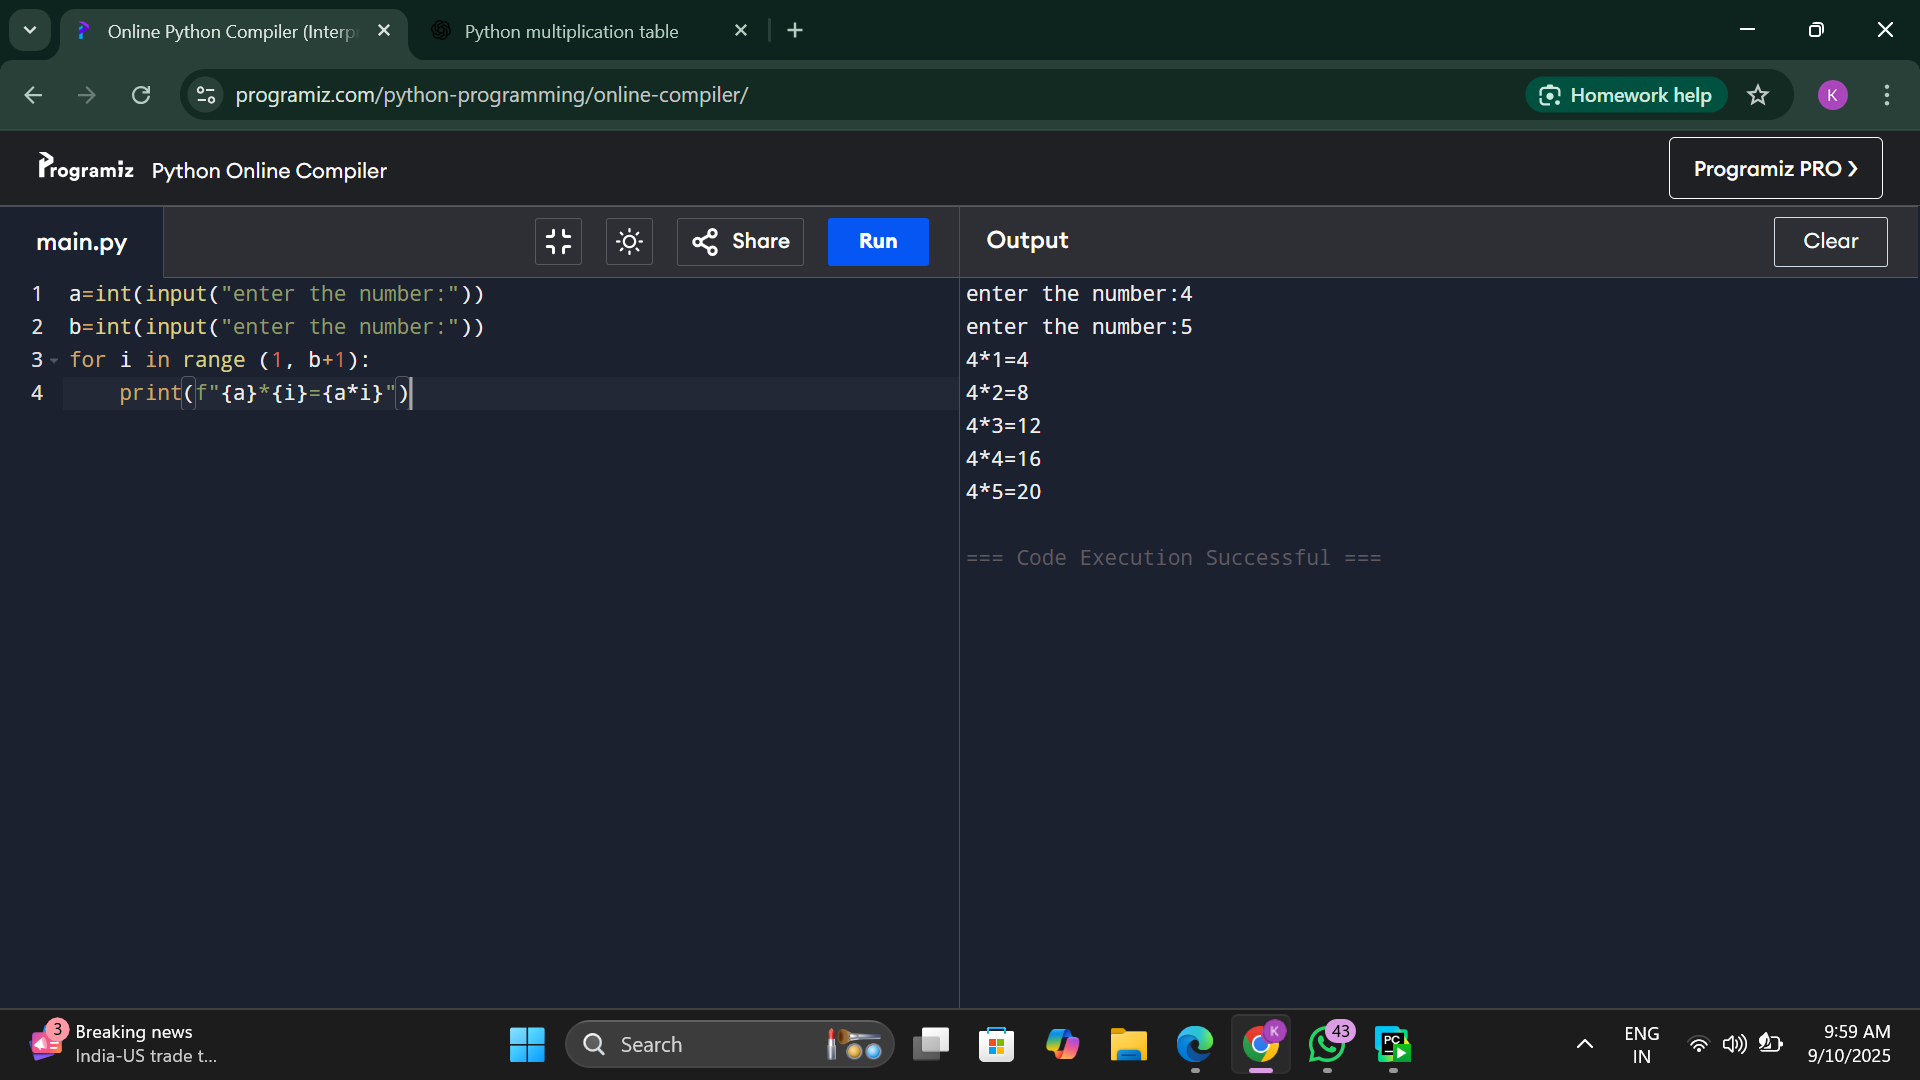 Online Python Compiler (Interp
Python multiplication table
programiz.com/python-programming/online-compiler/
Homework help
K
Programiz Python Online Compiler
Programiz PRO ❯
main.py
Share
Run
Output
Clear
1 a=int(input("enter the number:"))
2 b=int(input("enter the number:"))
3 for i in range (1, b+1):
4 print(f"{a}*{i}={a*i}")
enter the number:4
enter the number:5
4*1=4
4*2=8
4*3=12
4*4=16
4*5=20
=== Code Execution Successful ===
3
Breaking news
India-US trade t...
Search
K
43
PC
ENG
IN
9:59 AM
9/10/2025